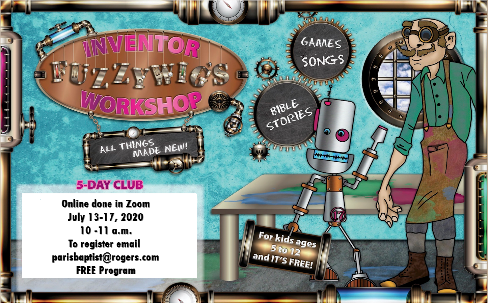 INVENTOR
FUZZYWIG'S
WORKSHOP
ALL THINGS
MADE NEW!!
GAMES
SONGS
BIBLE
STORIES
5-DAY CLUB
Online done in Zoom
July 13-17, 2020
10 -11 a.m.
To register email
parisbaptist@rogers.com
FREE Program
For kids ages
5 to 12
and IT'S FREE!